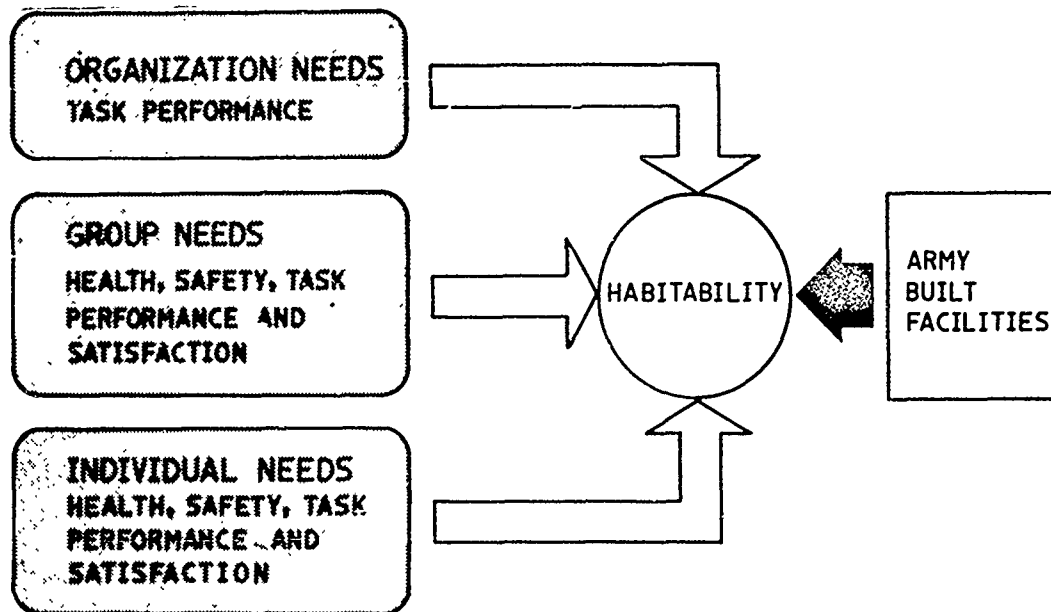 ORGANIZATION NEEDS
TASK PERFORMANCE
GROUP NEEDS
HEALTH, SAFETY, TASK
PERFORMANCE AND
SATISFACTION
INDIVIDUAL NEEDS
HEALTH, SAFETY, TASK
PERFORMANCE AND
SATISFACTION
HABITABILITY
ARMY
BUILT
FACILITIES